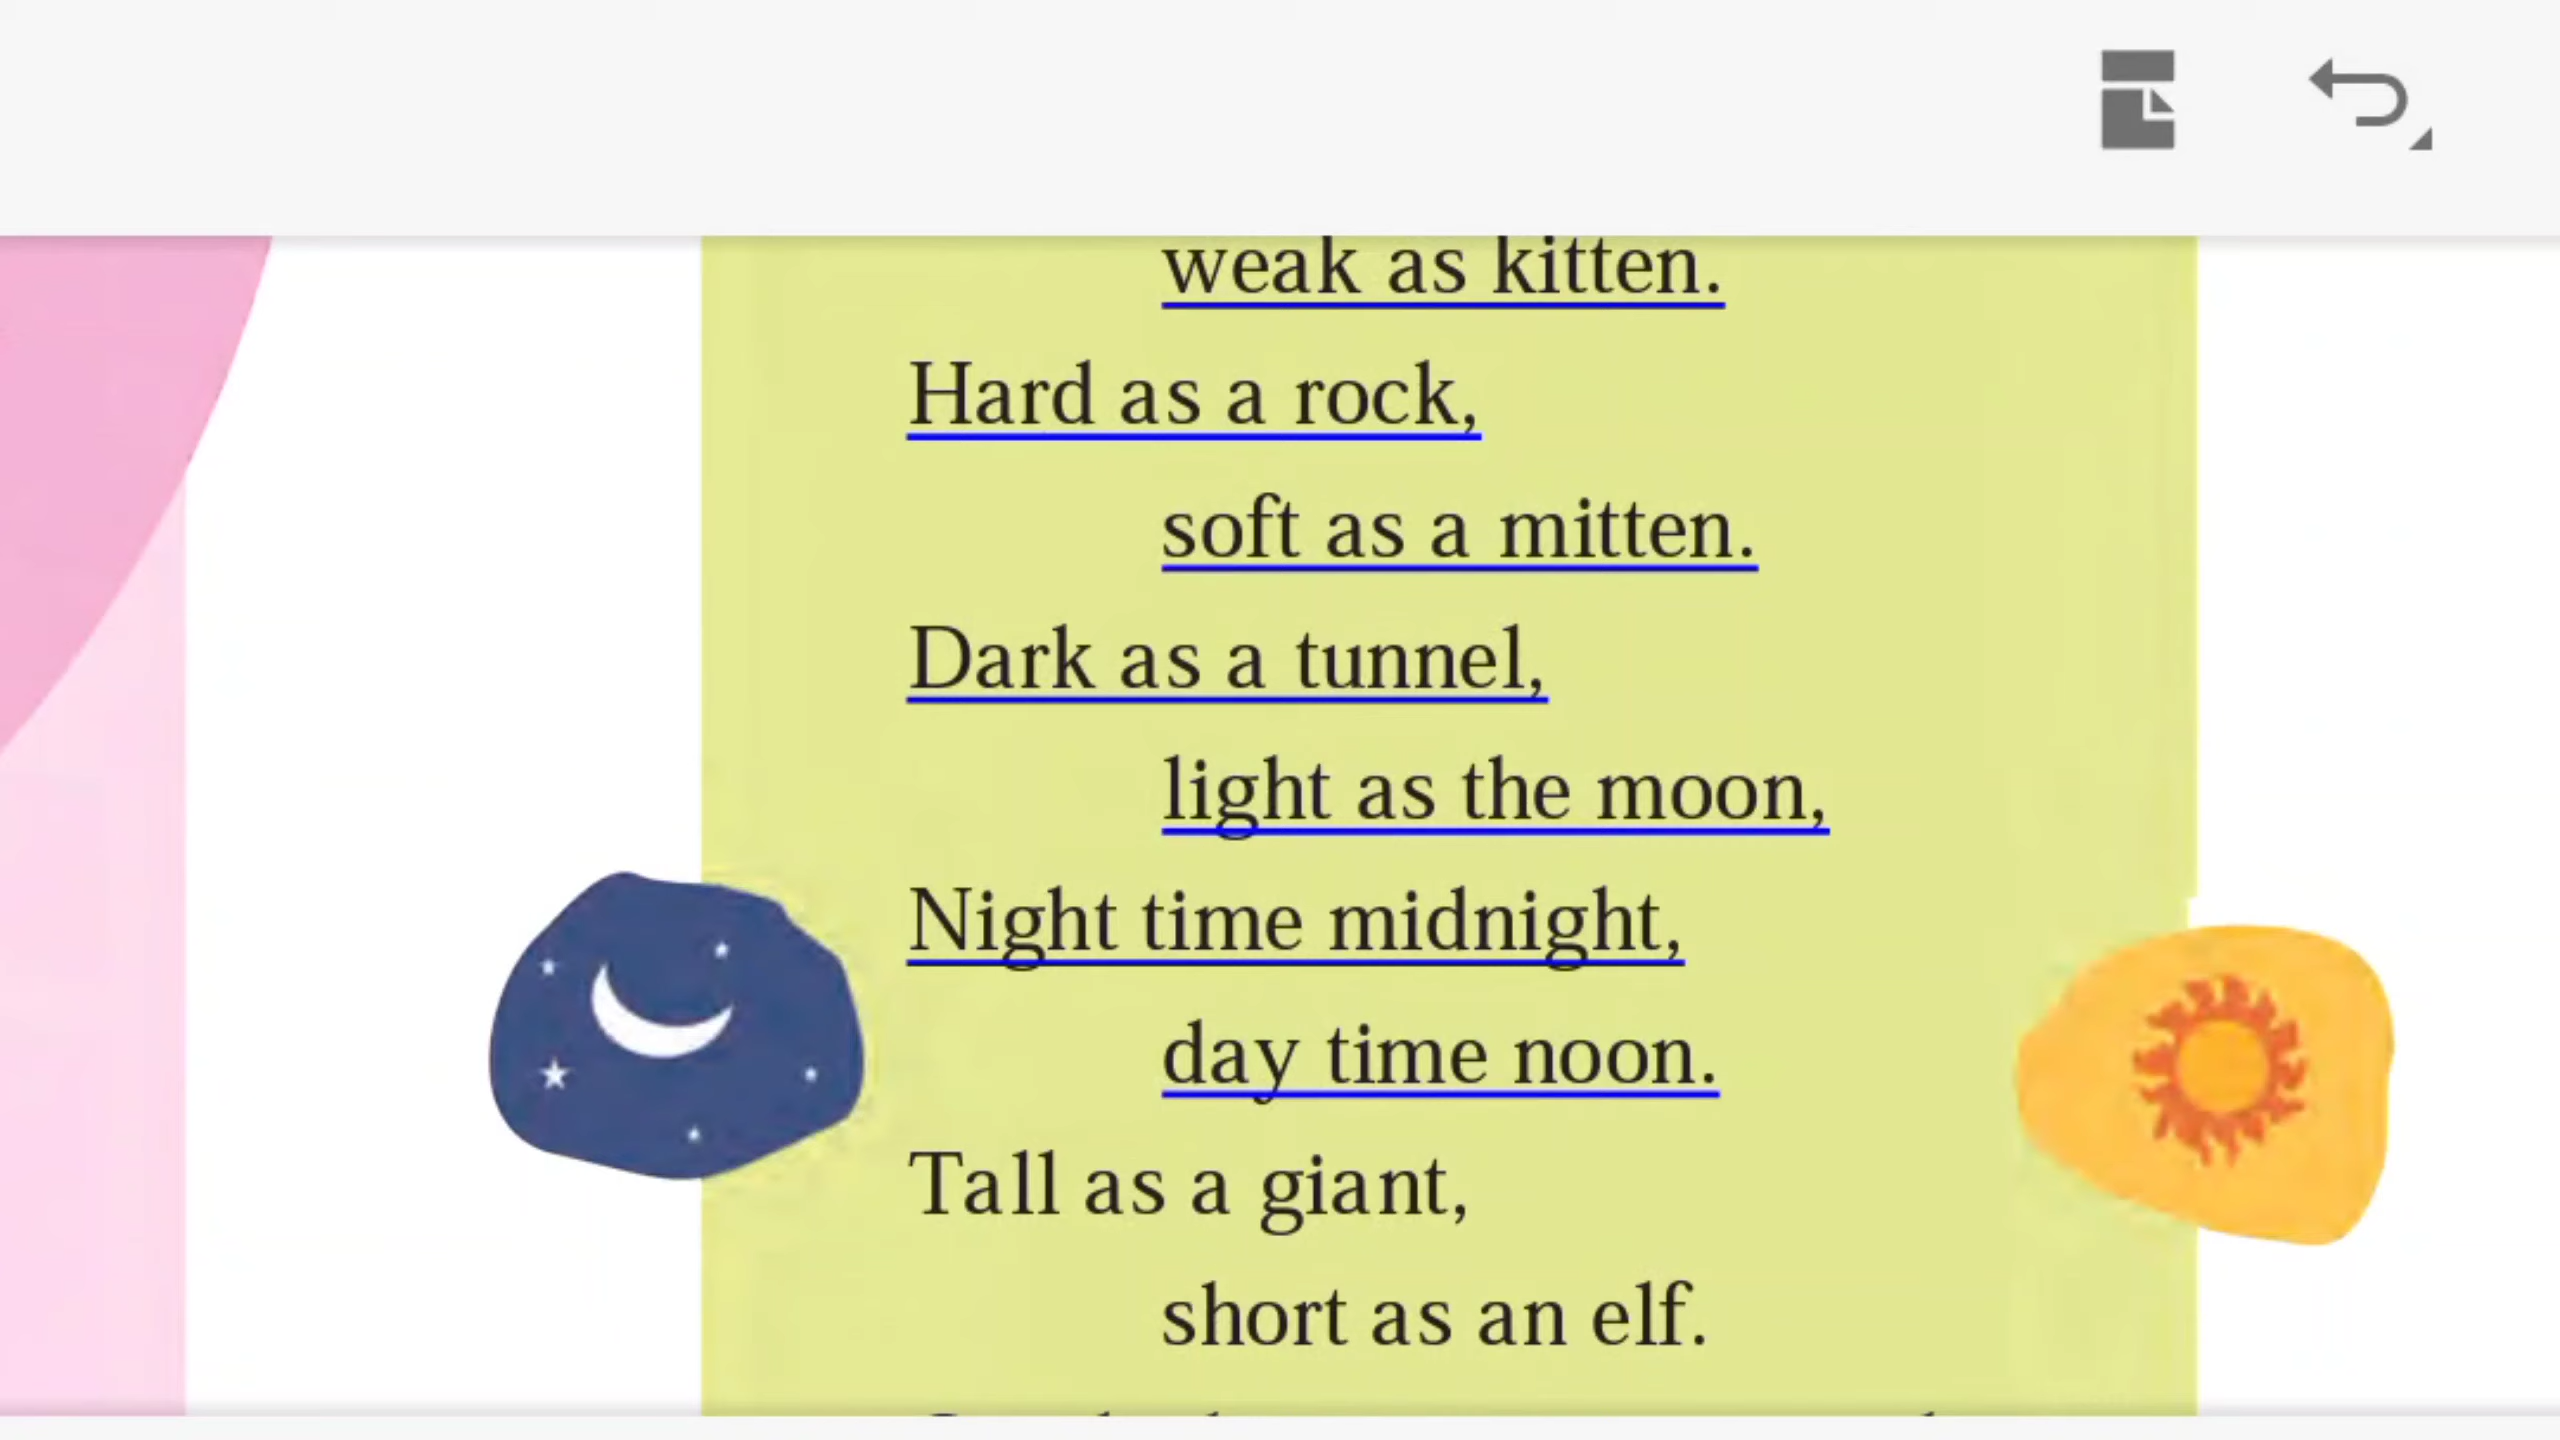 weak as kitten.
Hard as a rock,
soft as a mitten.
Dark as a tunnel,
light as the moon,
Night time midnight,
day time noon.
Tall as a giant,
short as an elf.